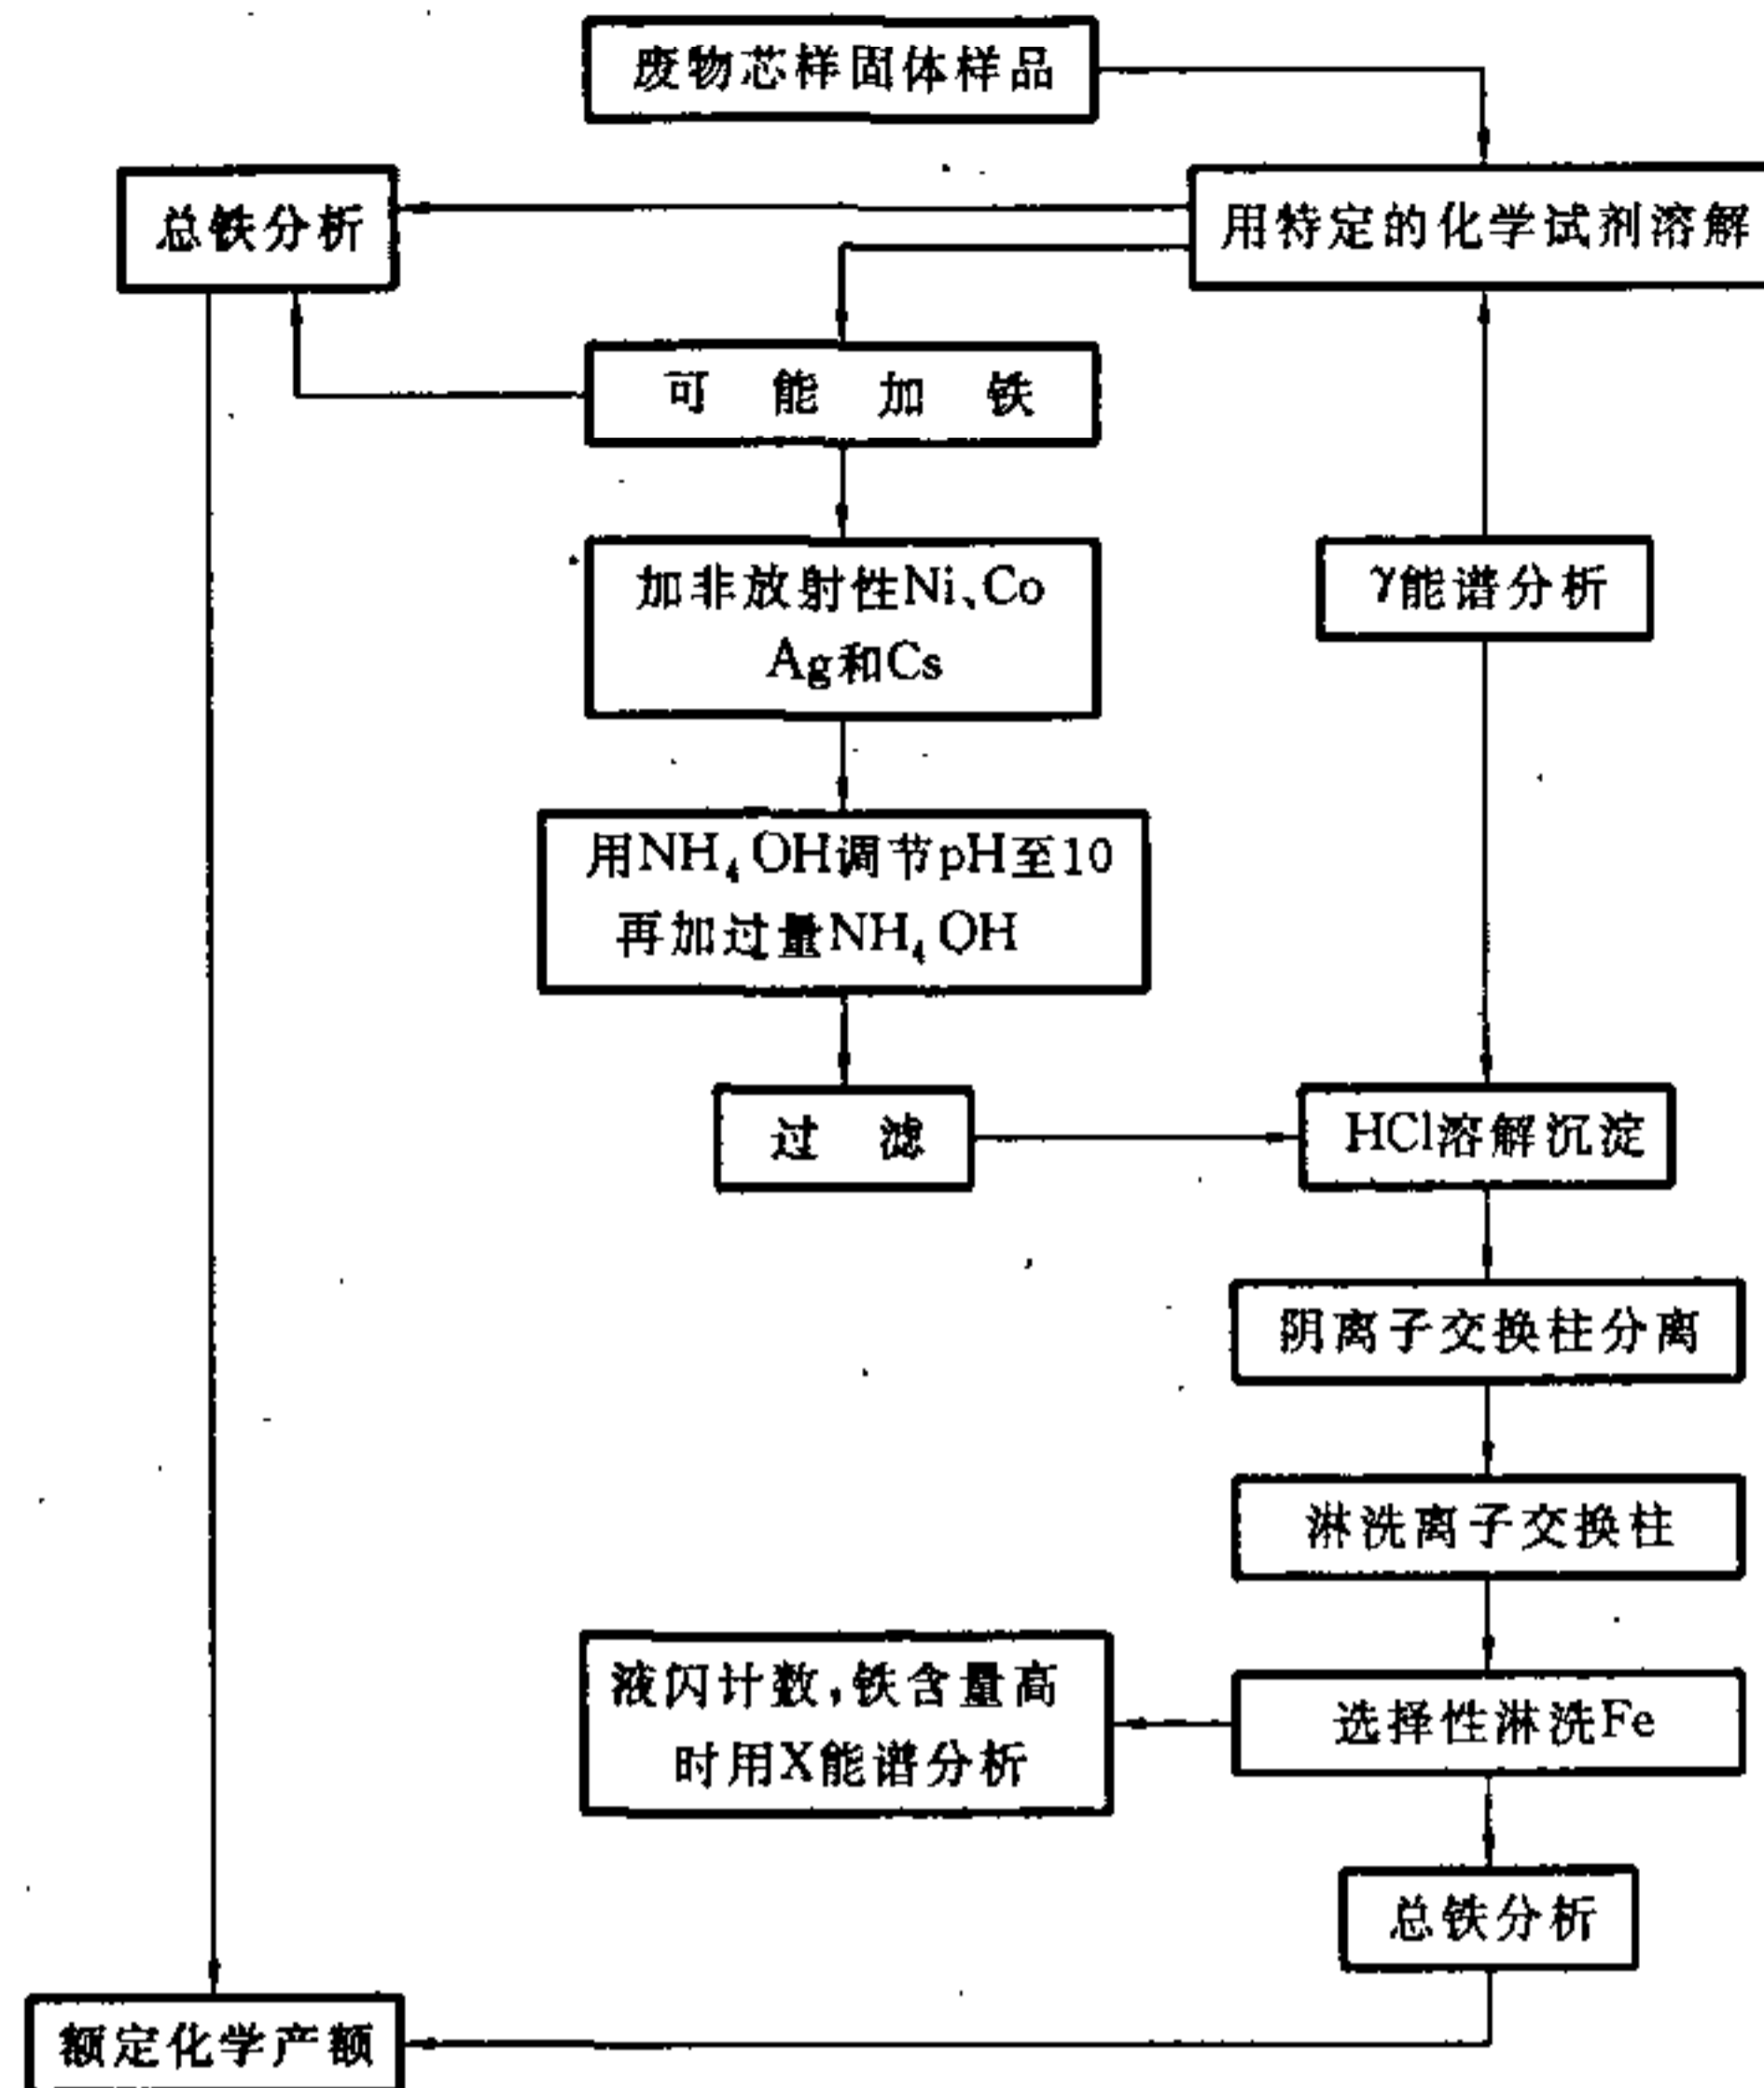 废物芯样固体样品
总铁分析
用特定的化学试剂溶解
可能加铁
加非放射性Ni、Co
Ag和Cs
γ能谱分析
用NH₄OH调节pH至10
再加过量NH₄OH
过滤
HCl溶解沉淀
阴离子交换柱分离
淋洗离子交换柱
液闪计数,铁含量高
时用X能谱分析
选择性淋洗Fe
总铁分析
额定化学产额